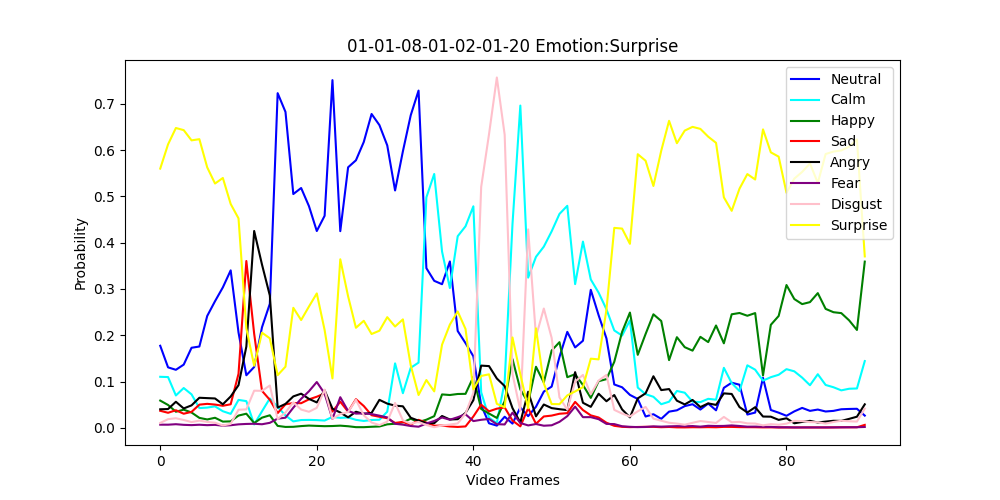 01-01-08-01-02-01-20 Emotion:Surprise
Probability
0.7
0.6
0.5
0.4
0.3
0.2
0.1
0.0
0 20 40 60 80
Video Frames
Neutral
Calm
Happy
Sad
Angry
Fear
Disgust
Surprise